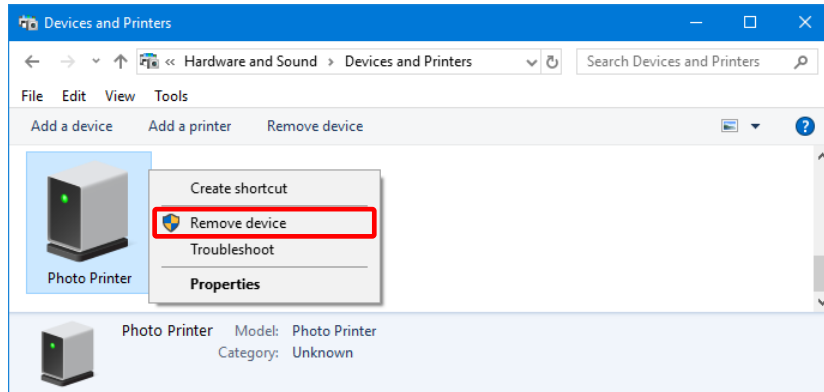 Devices and Printers
« Hardware and Sound › Devices and Printers Search Devices and Printers
File Edit View Tools
Add a device Add a printer Remove device ?
Create shortcut
Remove device
Troubleshoot
Photo Printer
Properties
Photo Printer Model: Photo Printer
Category: Unknown